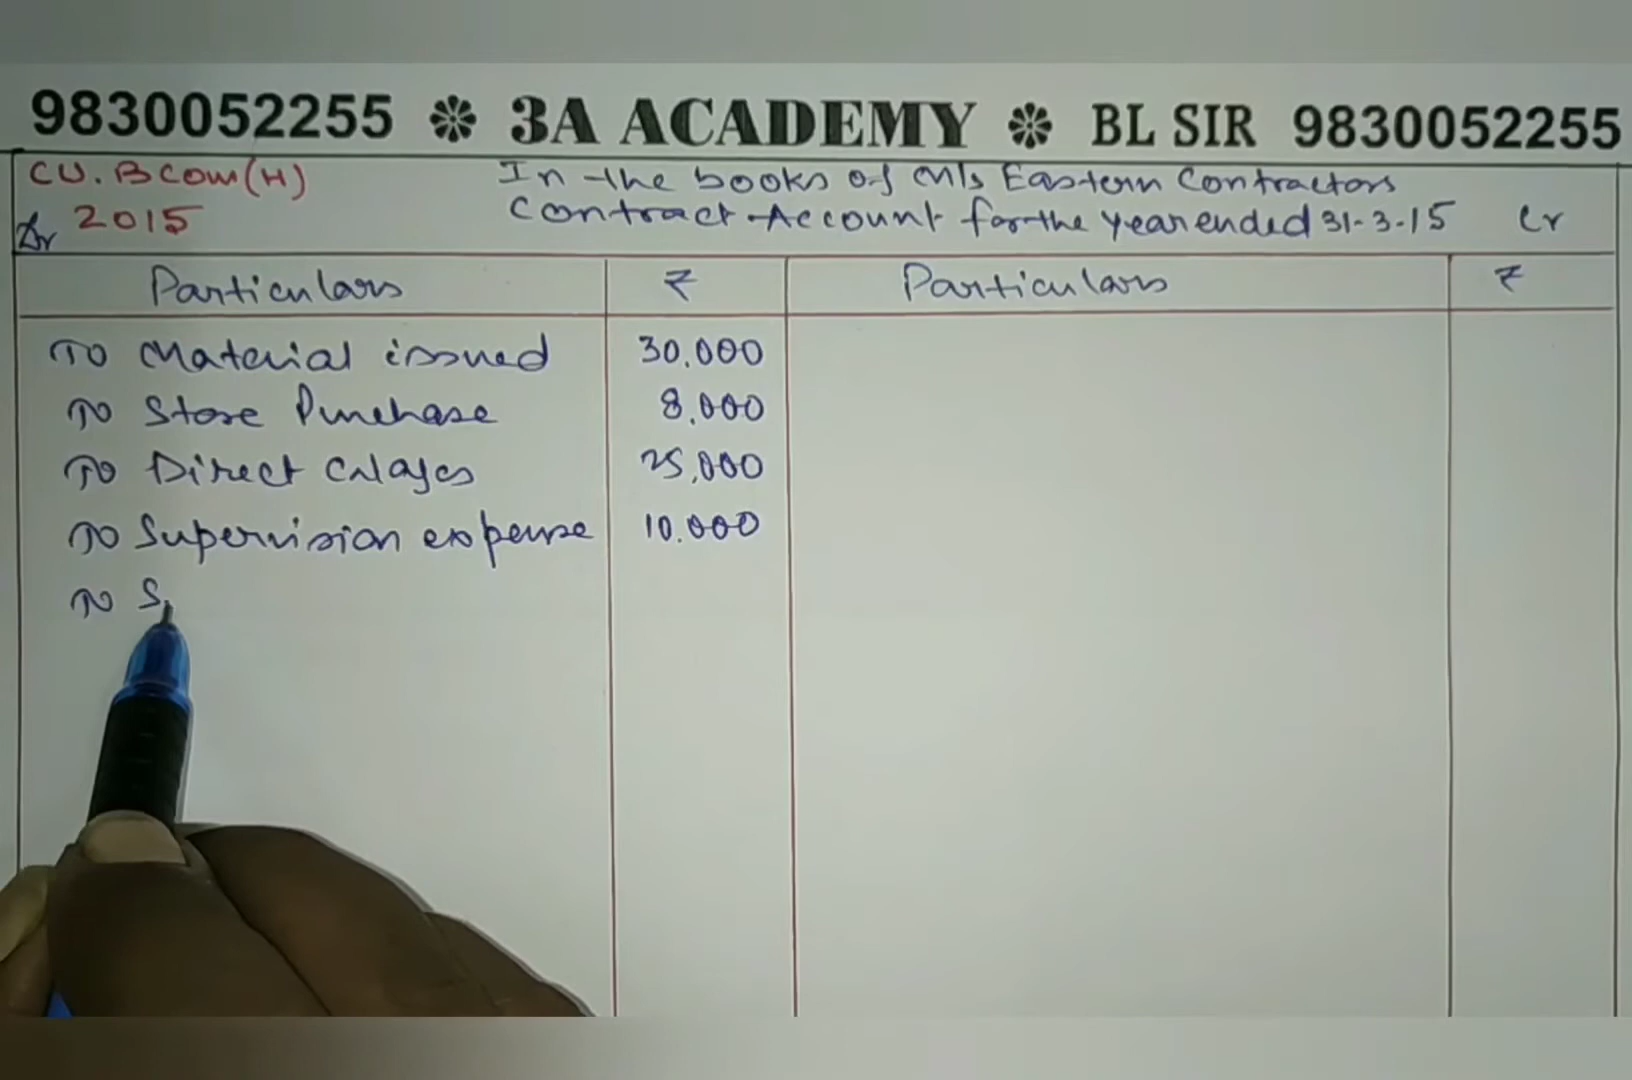 9830052255 ❋ 3A ACADEMY ❋ BL SIR 9830052255
CU. BCom(H) In the books of M/s Eastern Contractors
Dr 2015 Contract Account for the year ended 31-3-15 Cr
Particulars ₹ Particulars ₹
To Material issued 30,000
To Store Purchase 8,000
To Direct Wages 25,000
To Supervision expense 10,000
To S